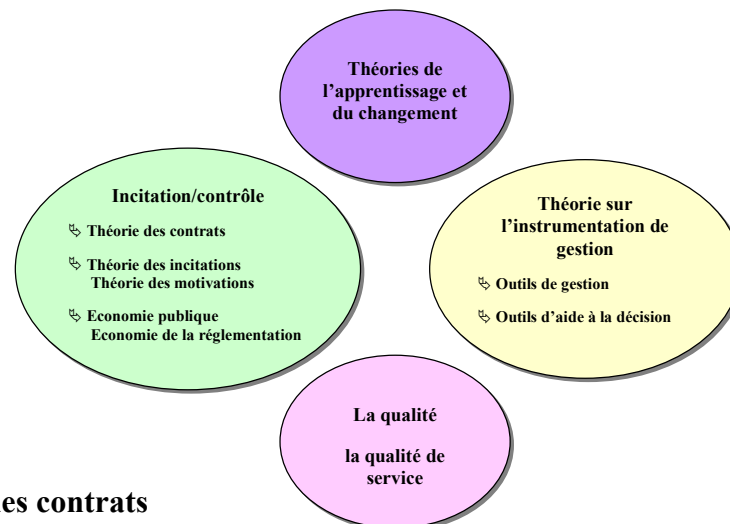 Théories de
l’apprentissage et
du changement
Incitation/contrôle
Théorie des contrats
Théorie des incitations
Théorie des motivations
Economie publique
Economie de la réglementation
Théorie sur
l’instrumentation de
gestion
Outils de gestion
Outils d’aide à la décision
La qualité
la qualité de
service
les contrats